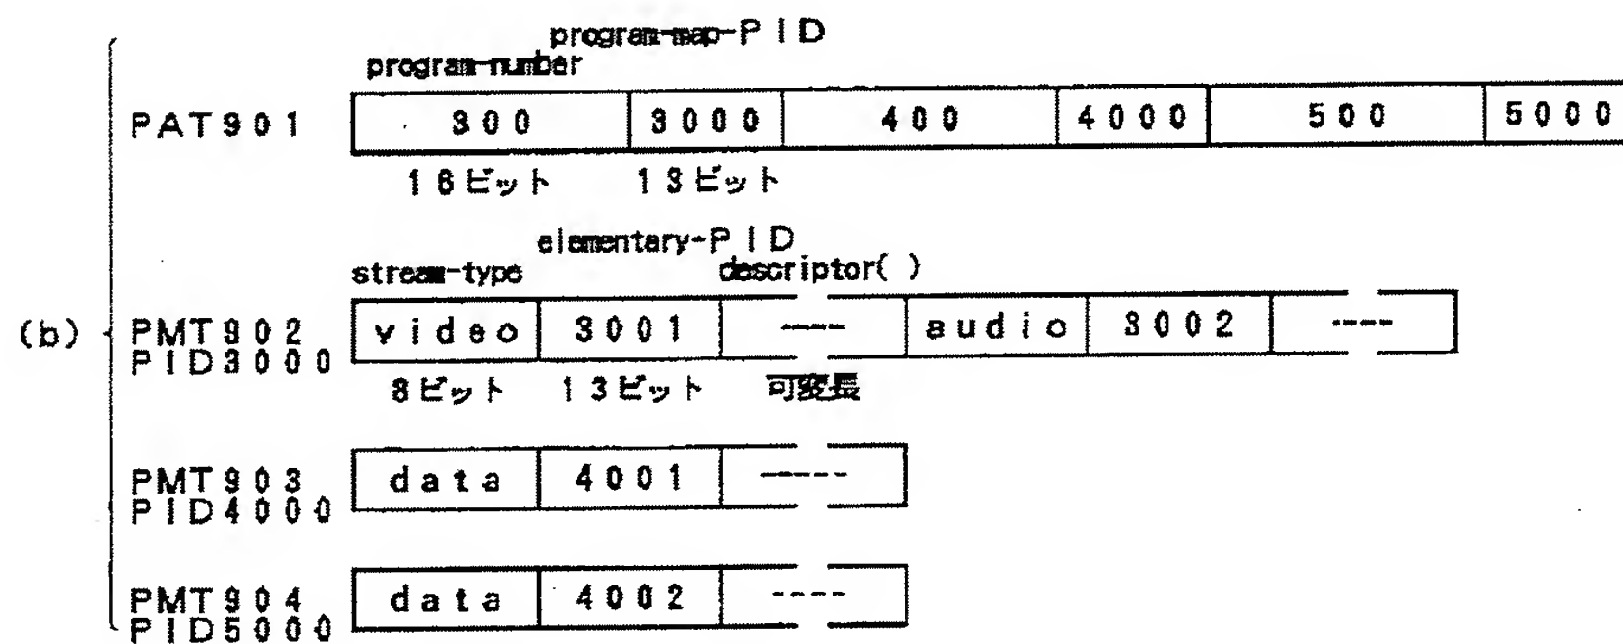 program-map-PID
program-number
PAT901 300 3000 400 4000 500 5000
16ビット 13ビット
elementary-PID
stream-type descriptor( )
(b) PMT902 video 3001 ---- audio 3002 ----
PID3000
8ビット 13ビット 可変長
PMT903 data 4001 -----
PID4000
PMT904 data 4002 ----
PID5000